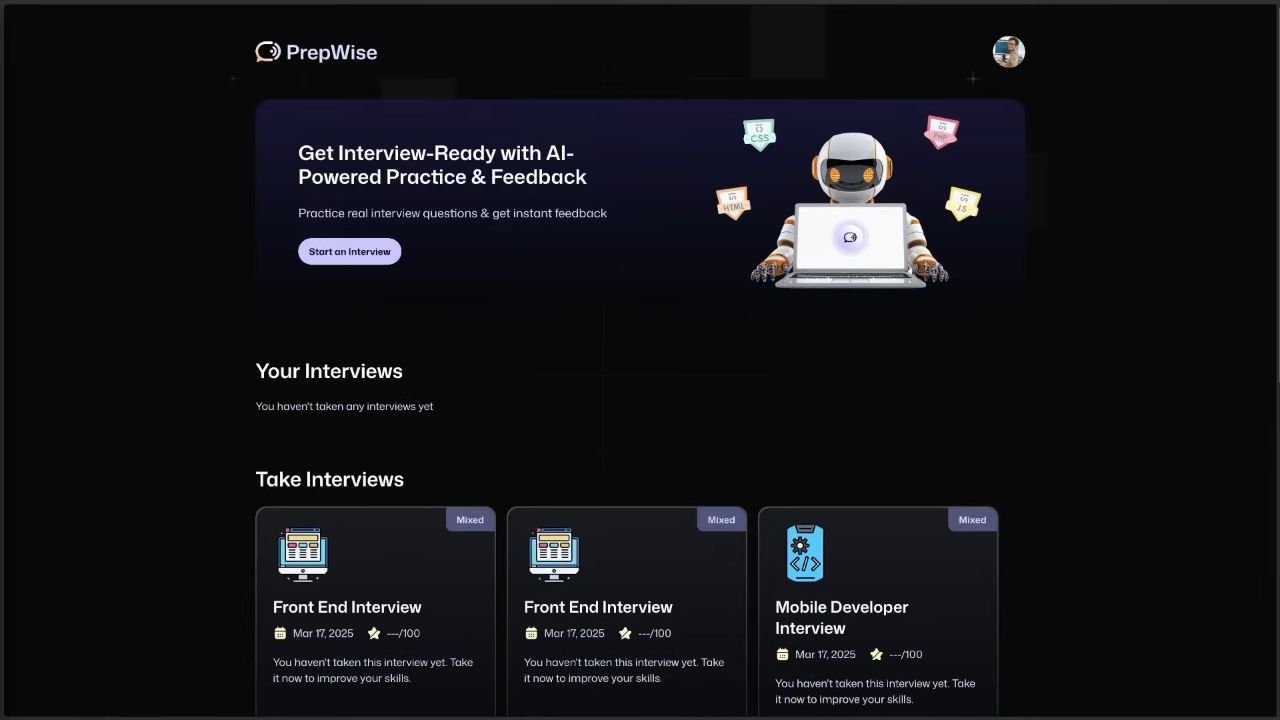 PrepWise
Get Interview-Ready with AI-
Powered Practice & Feedback
Practice real interview questions & get instant feedback
Start an Interview
CSS
PHP
HTML
JS
Your Interviews
You haven't taken any interviews yet
Take Interviews
Mixed
Front End Interview
Mar 17, 2025 ---/100
You haven't taken this interview yet. Take
it now to improve your skills.
Mixed
Front End Interview
Mar 17, 2025 ---/100
You haven't taken this interview yet. Take
it now to improve your skills.
Mixed
Mobile Developer
Interview
Mar 17, 2025 ---/100
You haven't taken this interview yet. Take
it now to improve your skills.